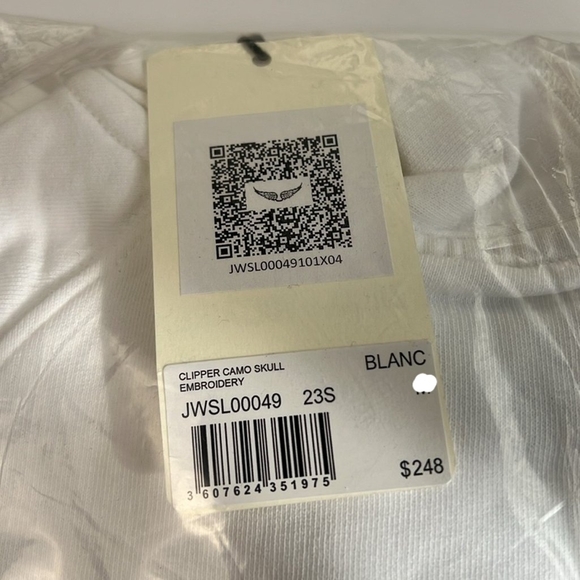 JWSL00049101X04
CLIPPER CAMO SKULL
EMBROIDERY
BLANC
JWSL00049 23S
3 607624 351975
$248